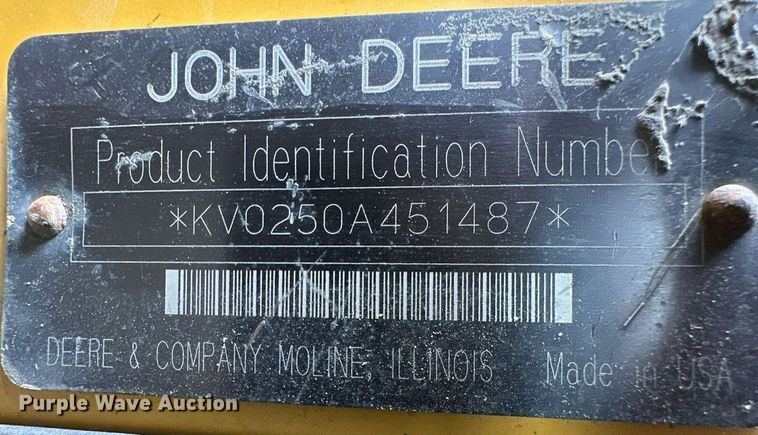 JOHN DEERE
Product Identification Number
*KV0250A451487*
DEERE & COMPANY MOLINE, ILLINOIS Made in USA
Purple Wave Auction